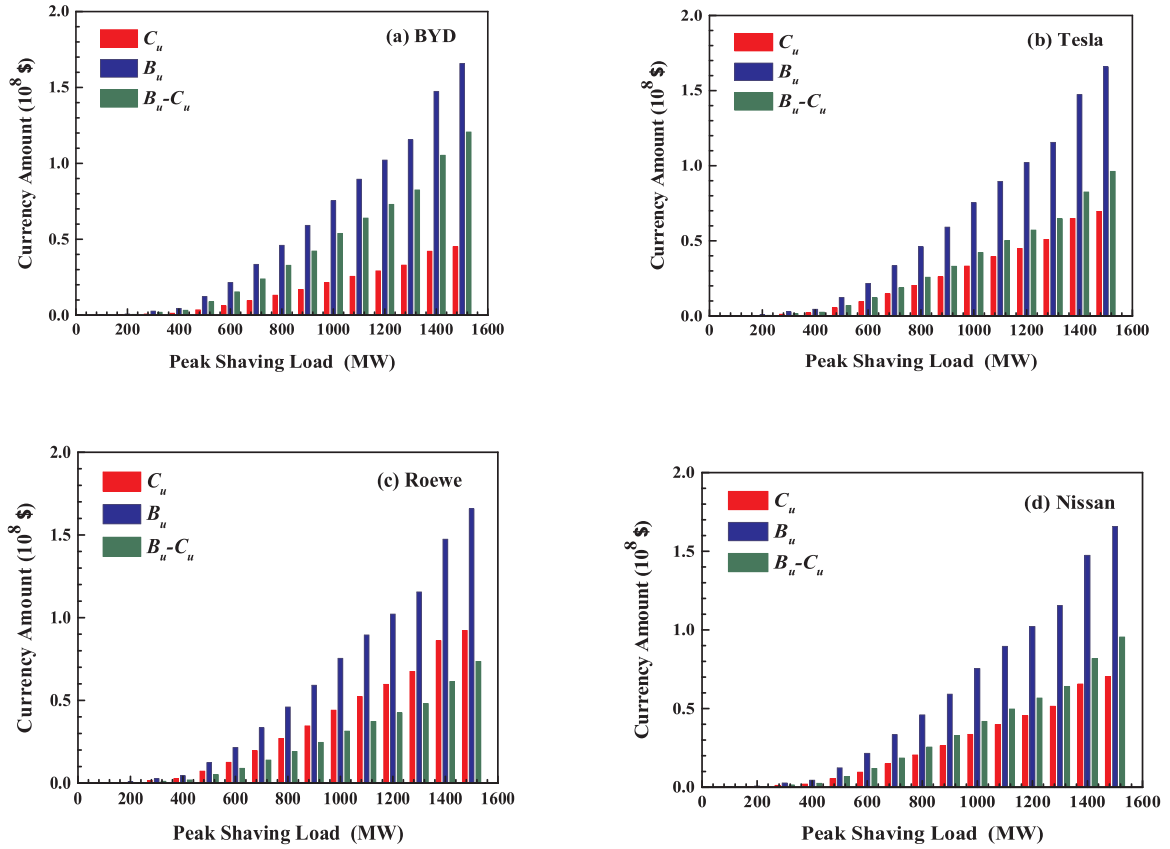 2.0
1.5
1.0
0.5
0.0
Currency Amount (10^8 $)
(a) BYD
C_u
B_u
B_u-C_u
0 200 400 600 800 1000 1200 1400 1600
Peak Shaving Load (MW)
2.0
1.5
1.0
0.5
0.0
Currency Amount (10^8 $)
(b) Tesla
C_u
B_u
B_u-C_u
0 200 400 600 800 1000 1200 1400 1600
Peak Shaving Load (MW)
2.0
1.5
1.0
0.5
0.0
Currency Amount (10^8 $)
(c) Roewe
C_u
B_u
B_u-C_u
0 200 400 600 800 1000 1200 1400 1600
Peak Shaving Load (MW)
2.0
1.5
1.0
0.5
0.0
Currency Amount (10^8 $)
(d) Nissan
C_u
B_u
B_u-C_u
0 200 400 600 800 1000 1200 1400 1600
Peak Shaving Load (MW)